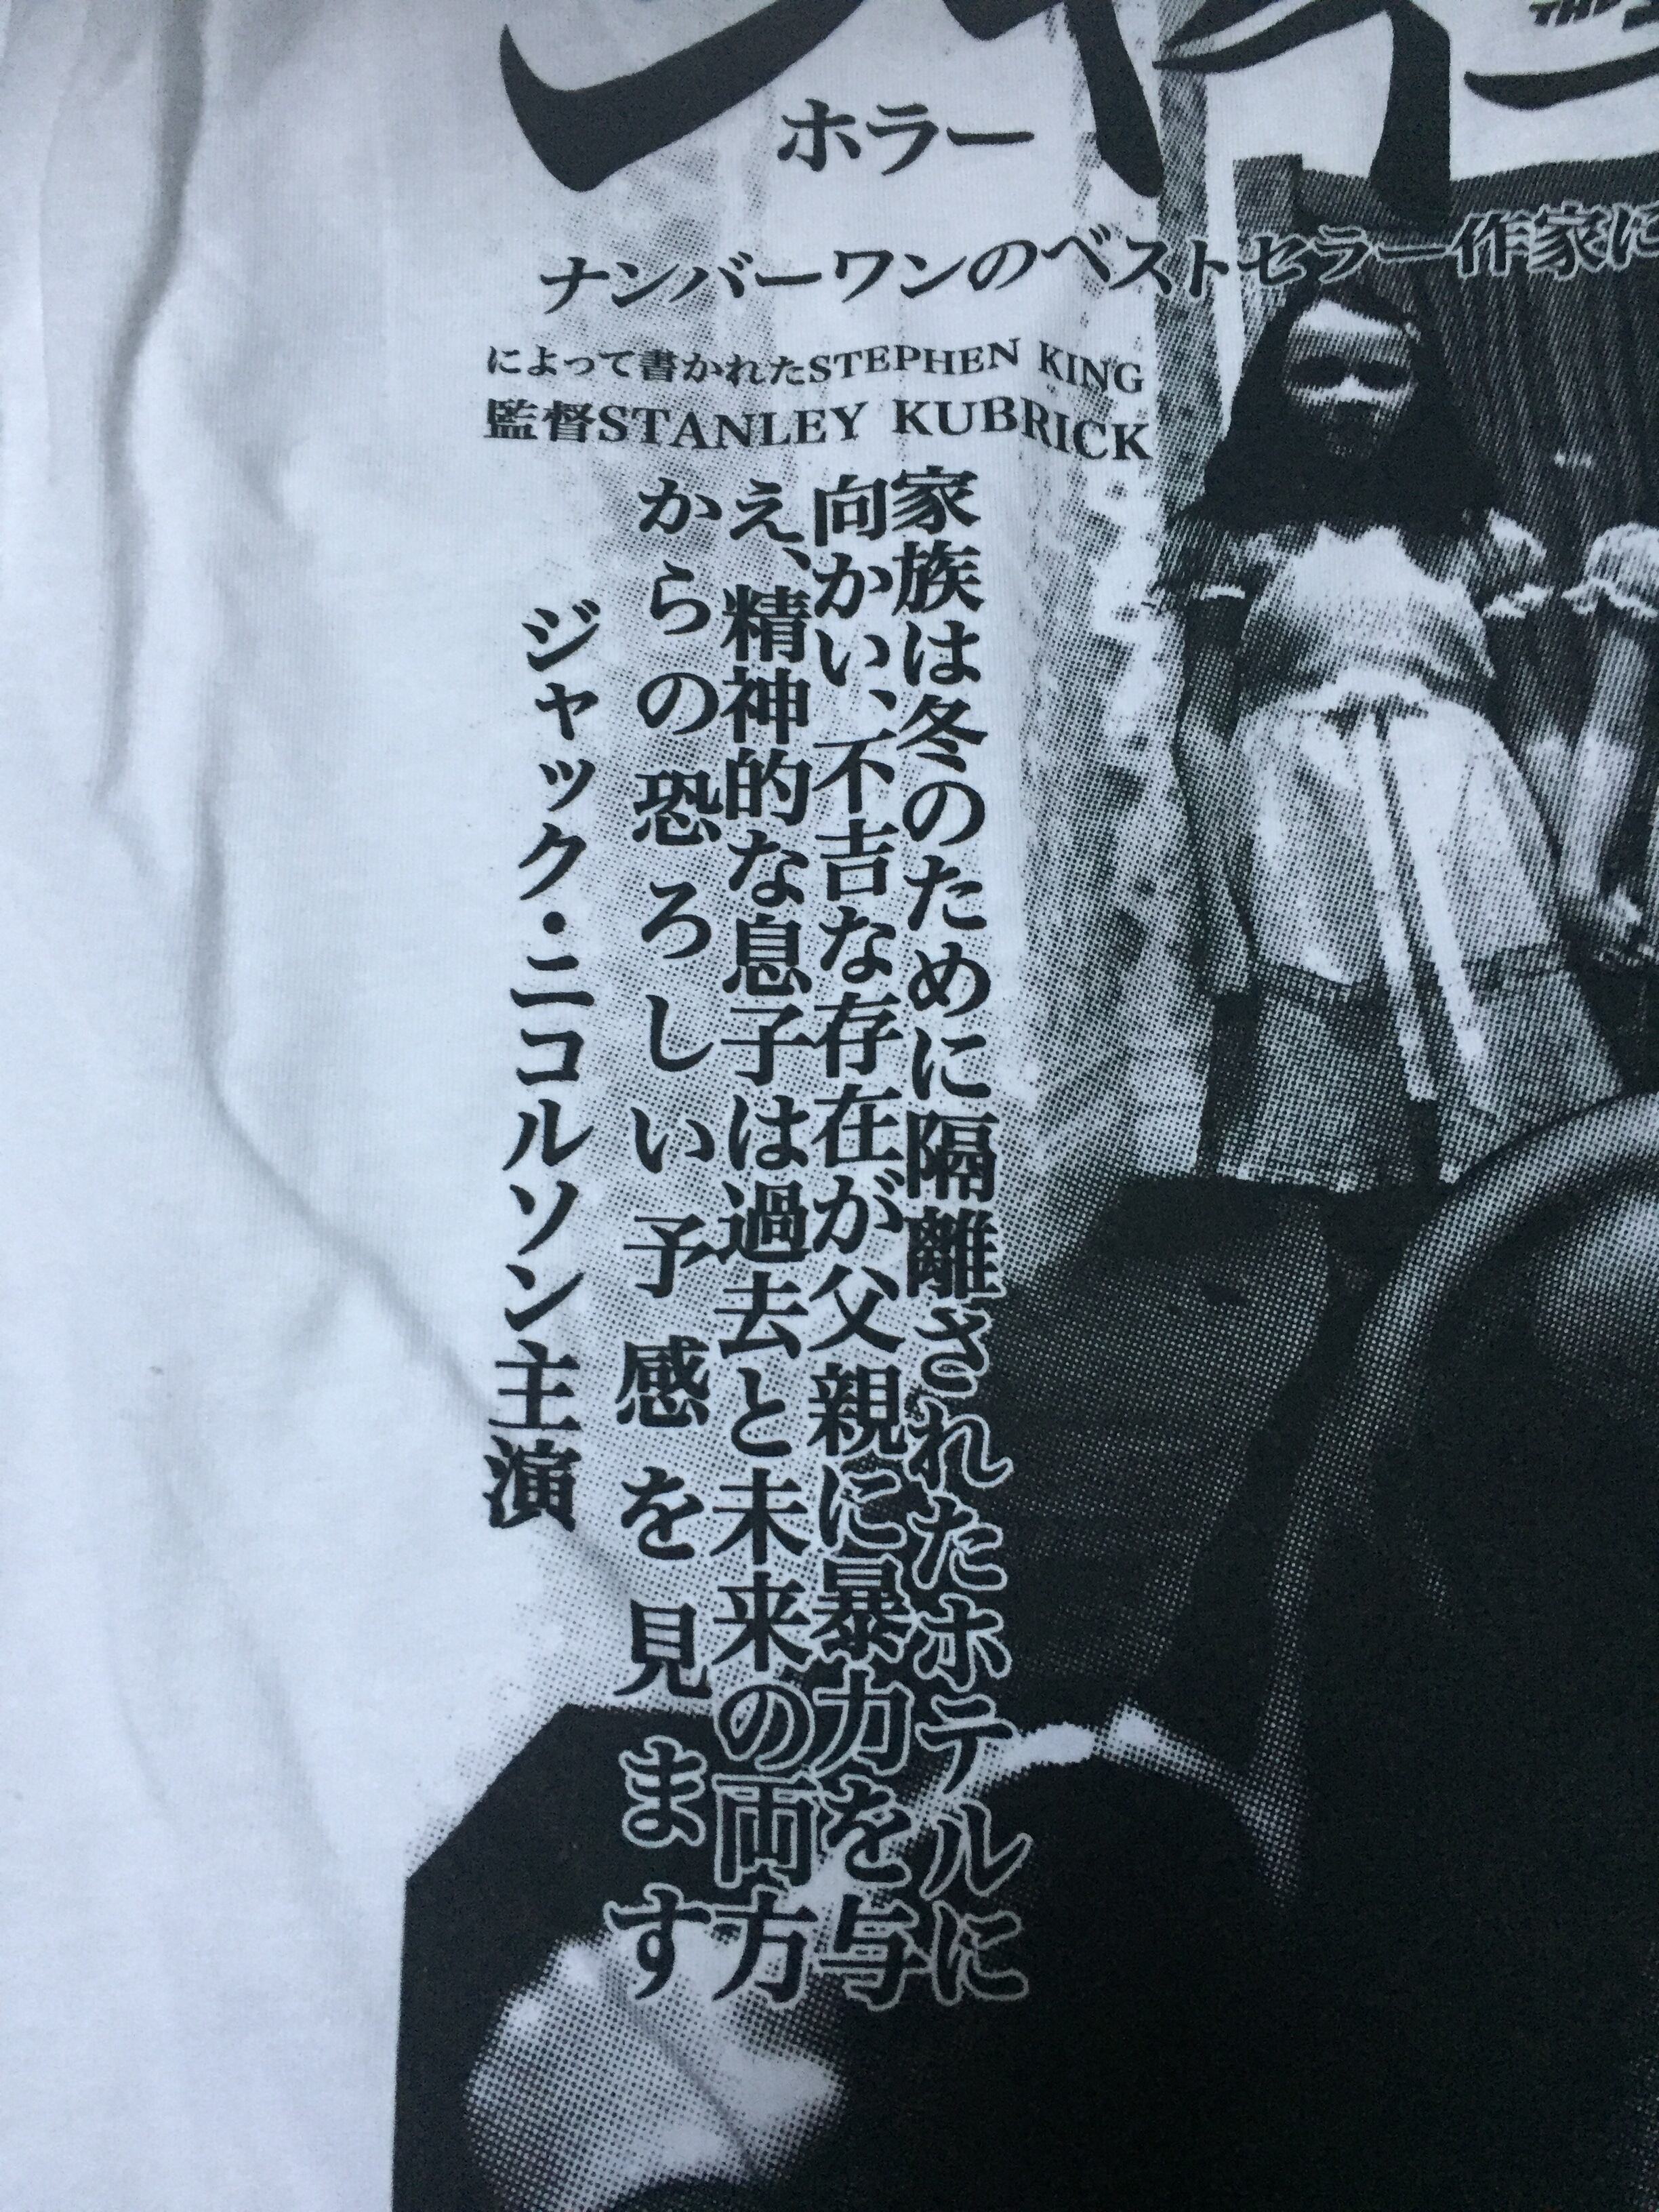 ホラー
ナンバーワンのベストセラー作家に
によって書かれたSTEPHEN KING
監督STANLEY KUBRICK
家族は冬のために隔離されたホテルに
向かい、不吉な存在が父親に暴力を与
え、精神的な息子は過去と未来の両方
からの恐ろしい予感を見ます
ジャック・ニコルソン主演